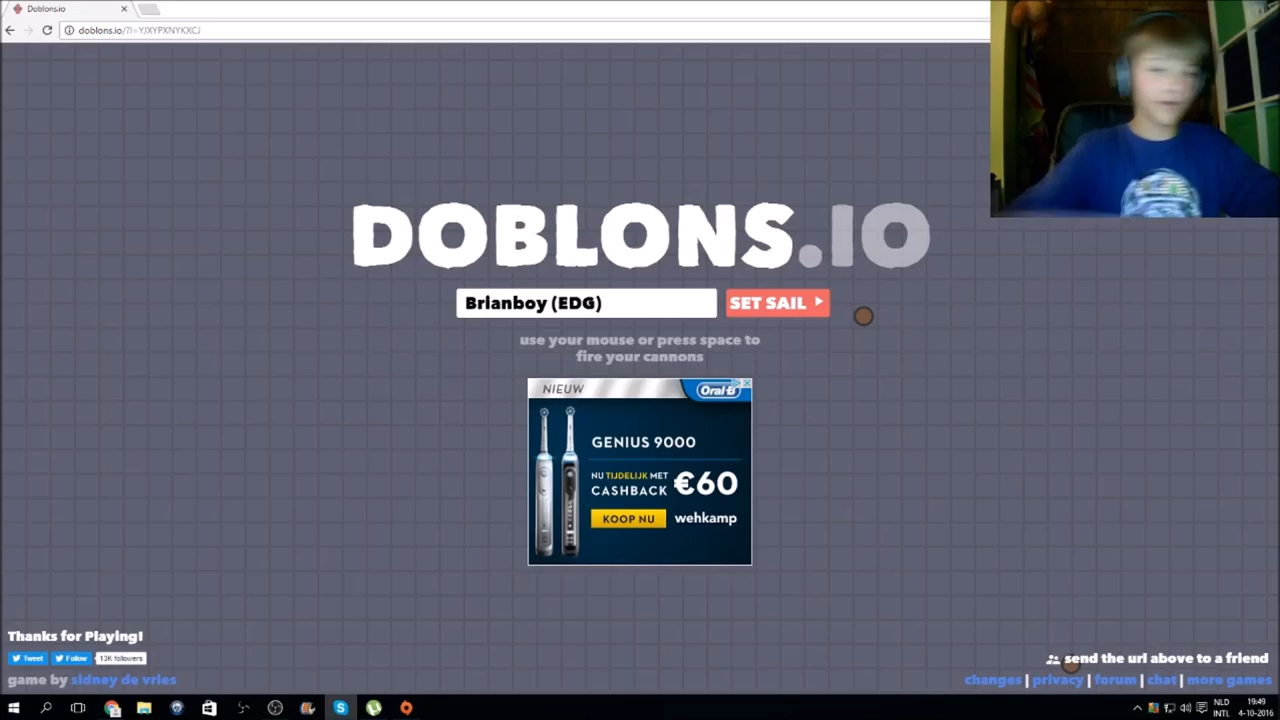 Doblons.io
doblons.io/?l=YJXYPXNYKXCJ
DOBLONS.IO
Brianboy (EDG)
SET SAIL
use your mouse or press space to
fire your cannons
NIEUW
Oral-B
GENIUS 9000
NU TIJDELIJK MET
CASHBACK €60
KOOP NU
wehkamp
Thanks for Playing!
Tweet
Follow
13K followers
game by sidney de vries
send the url above to a friend
changes | privacy | forum | chat | more games
NLD
INTL
19:49
4-10-2016